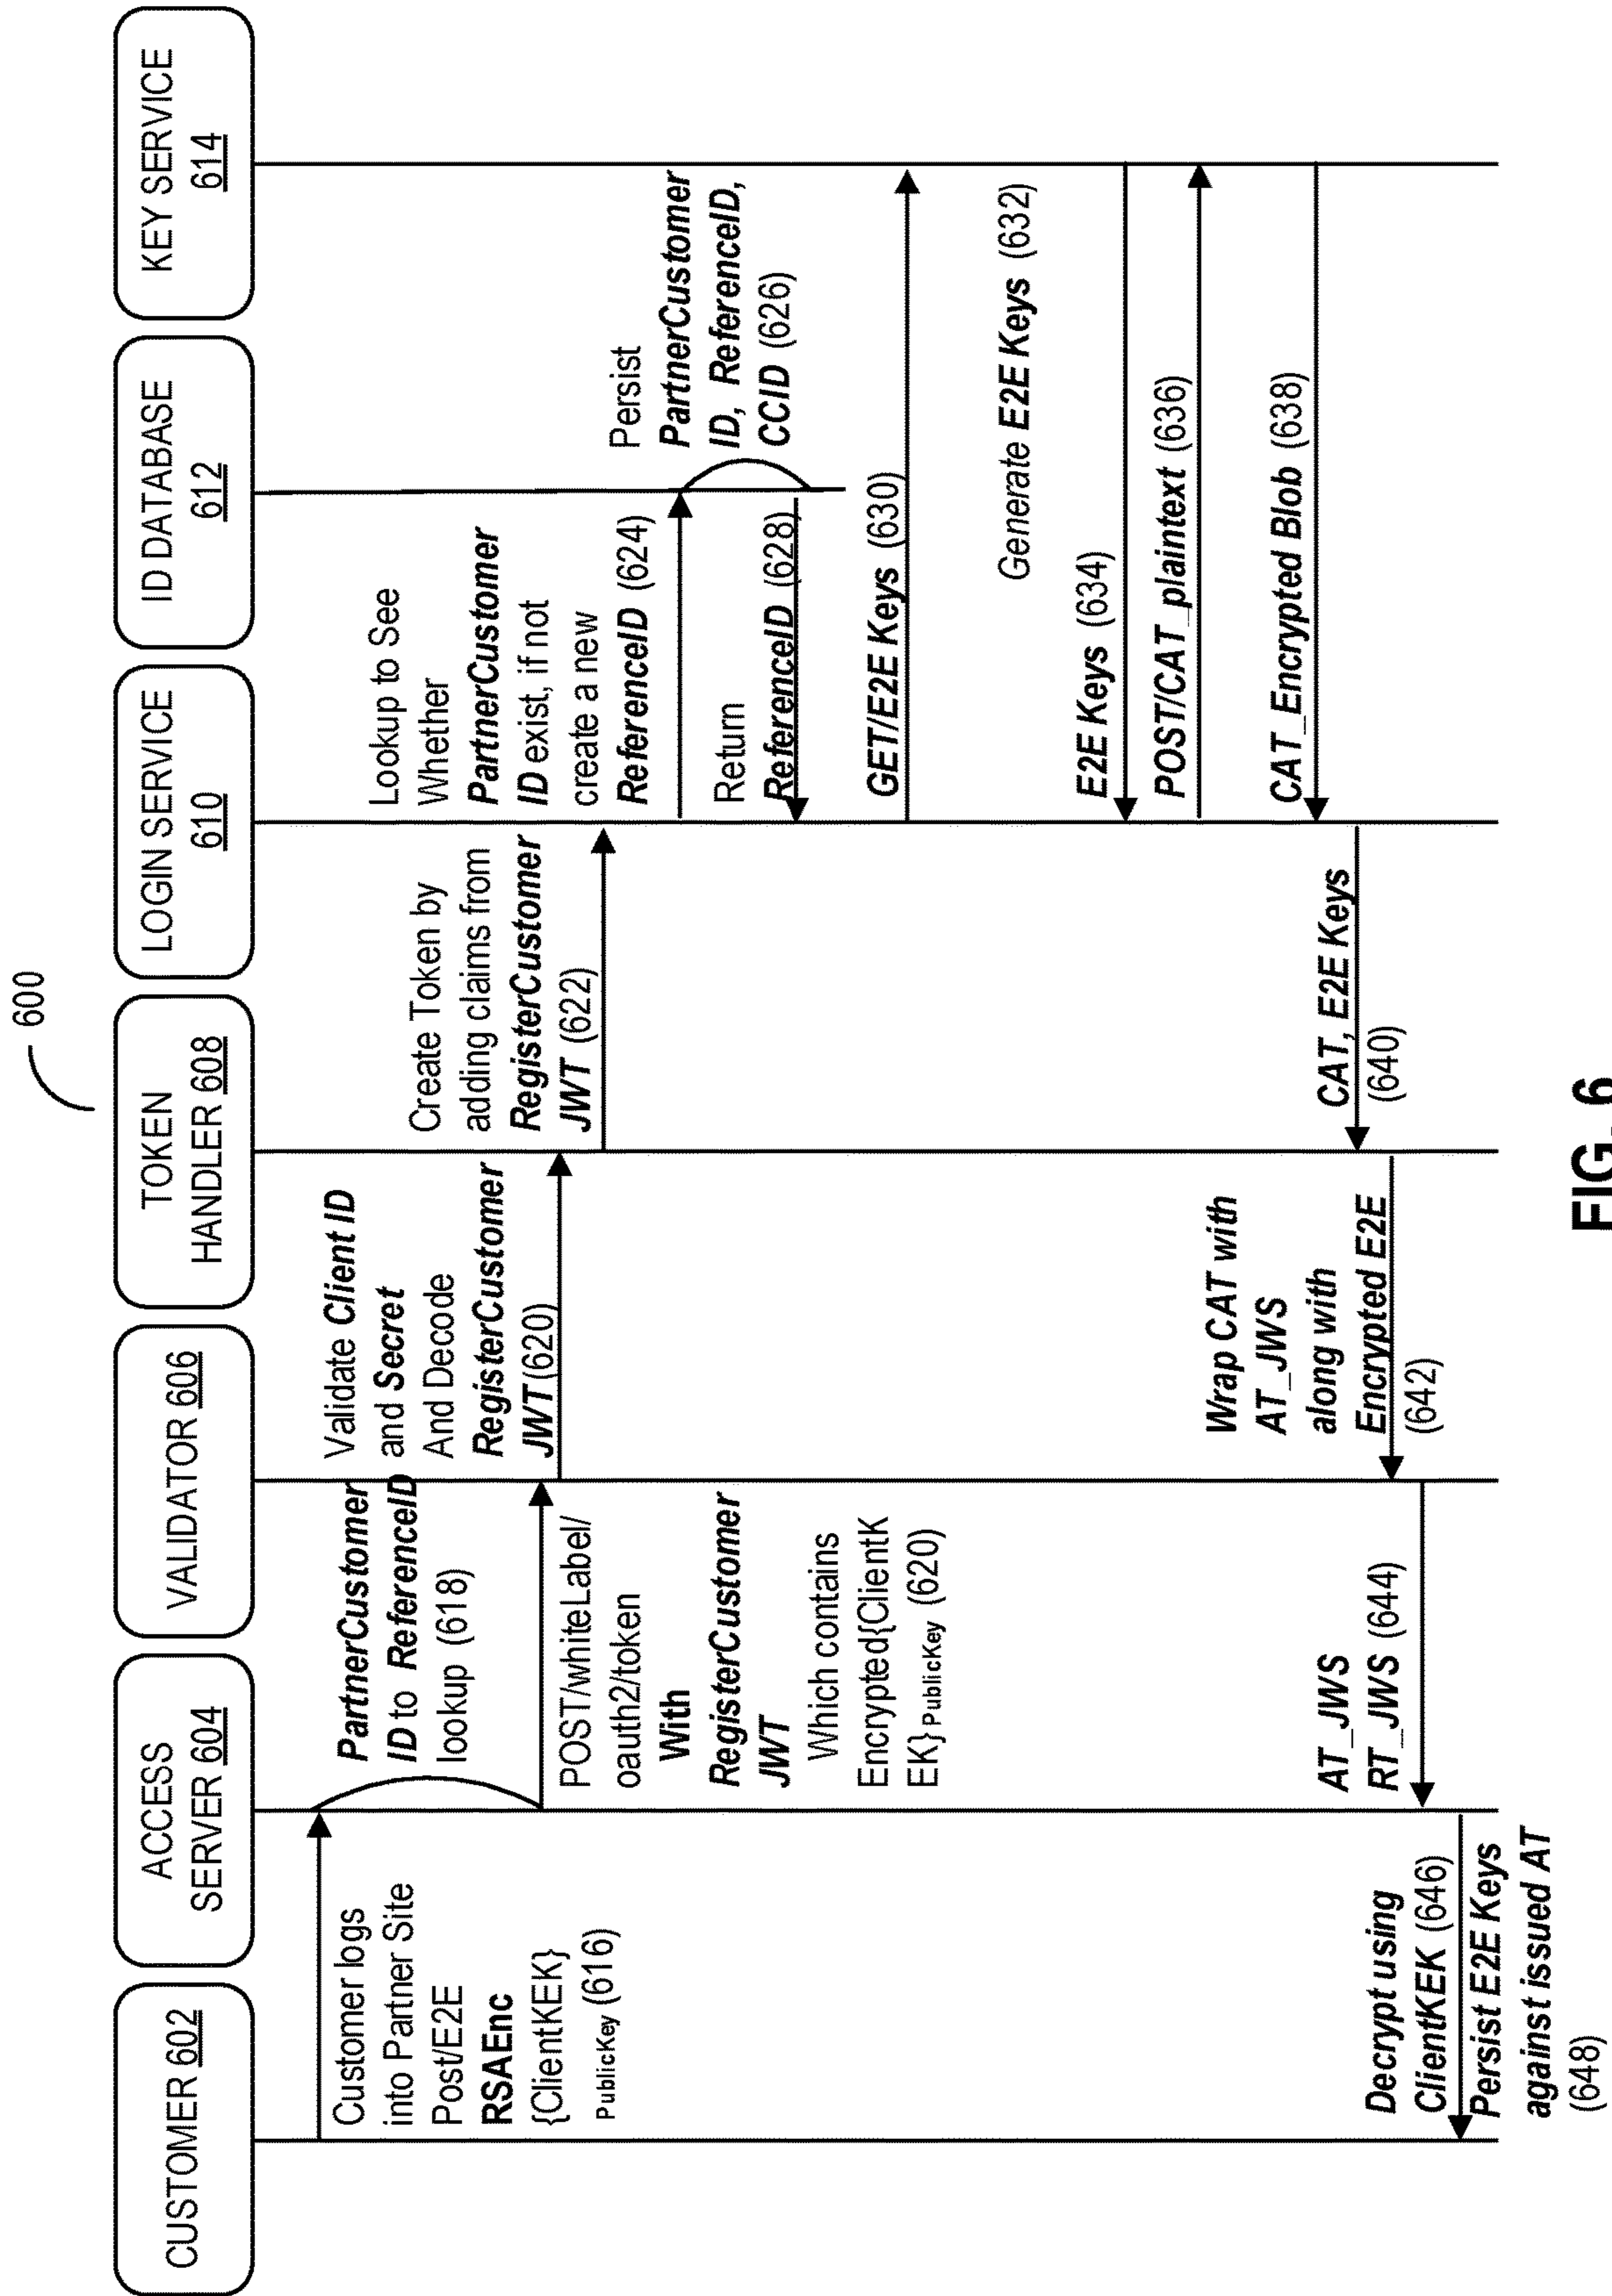 600
CUSTOMER 602
ACCESS
SERVER 604
VALIDATOR 606
TOKEN
HANDLER 608
LOGIN SERVICE
610
ID DATABASE
612
KEY SERVICE
614
Customer logs
into Partner Site
Post/E2E
RSAEnc
{ClientKEK}
PublicKey (616)
PartnerCustomer
ID to ReferenceID
lookup (618)
POST/whiteLabel/
oauth2/token
With
RegisterCustomer
JWT
Which contains
Encrypted{ClientK
EK} PublicKey (620)
Validate Client ID
and Secret
And Decode
RegisterCustomer
JWT(620)
Create Token by
adding claims from
RegisterCustomer
JWT (622)
Lookup to See
Whether
PartnerCustomer
ID exist, if not
create a new
ReferenceID (624)
Persist
PartnerCustomer
ID, ReferenceID,
CCID (626)
Return
ReferenceID (628)
GET/E2E Keys (630)
Generate E2E Keys (632)
E2E Keys (634)
POST/CAT_plaintext (636)
CAT_Encrypted Blob (638)
CAT, E2E Keys
(640)
Wrap CAT with
AT_JWS
along with
Encrypted E2E
(642)
AT_JWS
RT_JWS (644)
Decrypt using
ClientKEK (646)
Persist E2E Keys
against issued AT
(648)
FIG. 6